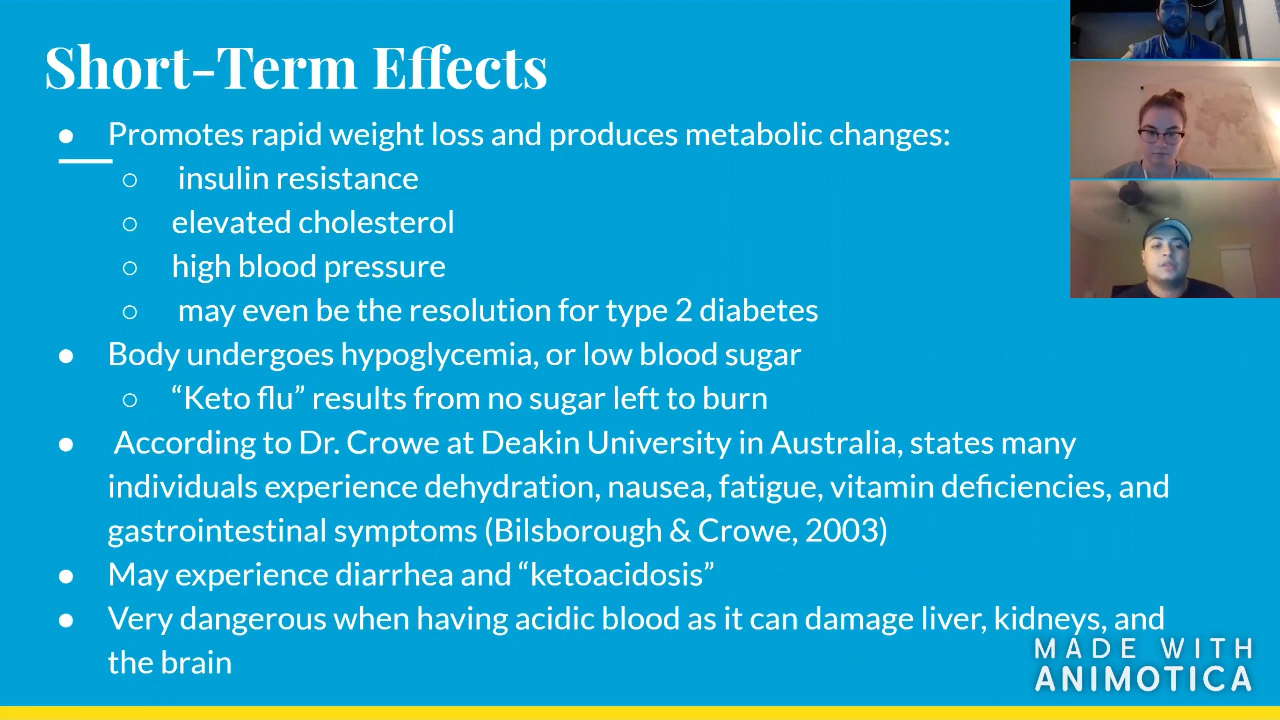 Short-Term Effects
● Promotes rapid weight loss and produces metabolic changes:
○ insulin resistance
○ elevated cholesterol
○ high blood pressure
○ may even be the resolution for type 2 diabetes
● Body undergoes hypoglycemia, or low blood sugar
○ “Keto flu” results from no sugar left to burn
● According to Dr. Crowe at Deakin University in Australia, states many
individuals experience dehydration, nausea, fatigue, vitamin deficiencies, and
gastrointestinal symptoms (Bilsborough & Crowe, 2003)
● May experience diarrhea and “ketoacidosis”
● Very dangerous when having acidic blood as it can damage liver, kidneys, and
the brain
MADE WITH
ANIMOTICA